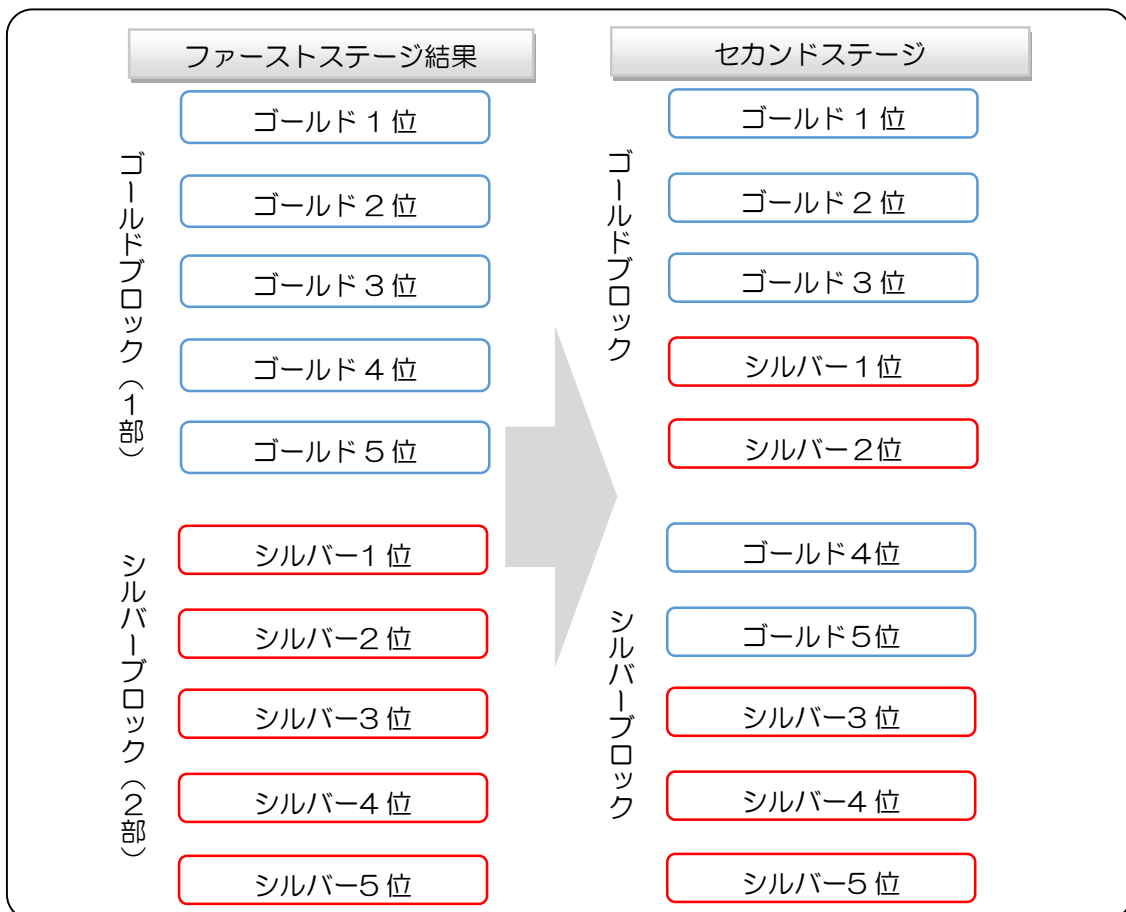 ファーストステージ結果
ゴールドブロック（1部）
ゴールド1位
ゴールド2位
ゴールド3位
ゴールド4位
ゴールド5位
シルバーブロック（2部）
シルバー1位
シルバー2位
シルバー3位
シルバー4位
シルバー5位
セカンドステージ
ゴールドブロック
ゴールド1位
ゴールド2位
ゴールド3位
シルバー1位
シルバー2位
シルバーブロック
ゴールド4位
ゴールド5位
シルバー3位
シルバー4位
シルバー5位